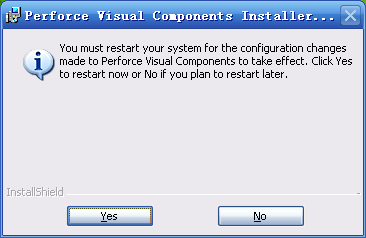 Perforce Visual Components Installer...
You must restart your system for the configuration changes
made to Perforce Visual Components to take effect. Click Yes
to restart now or No if you plan to restart later.
InstallShield
Yes No